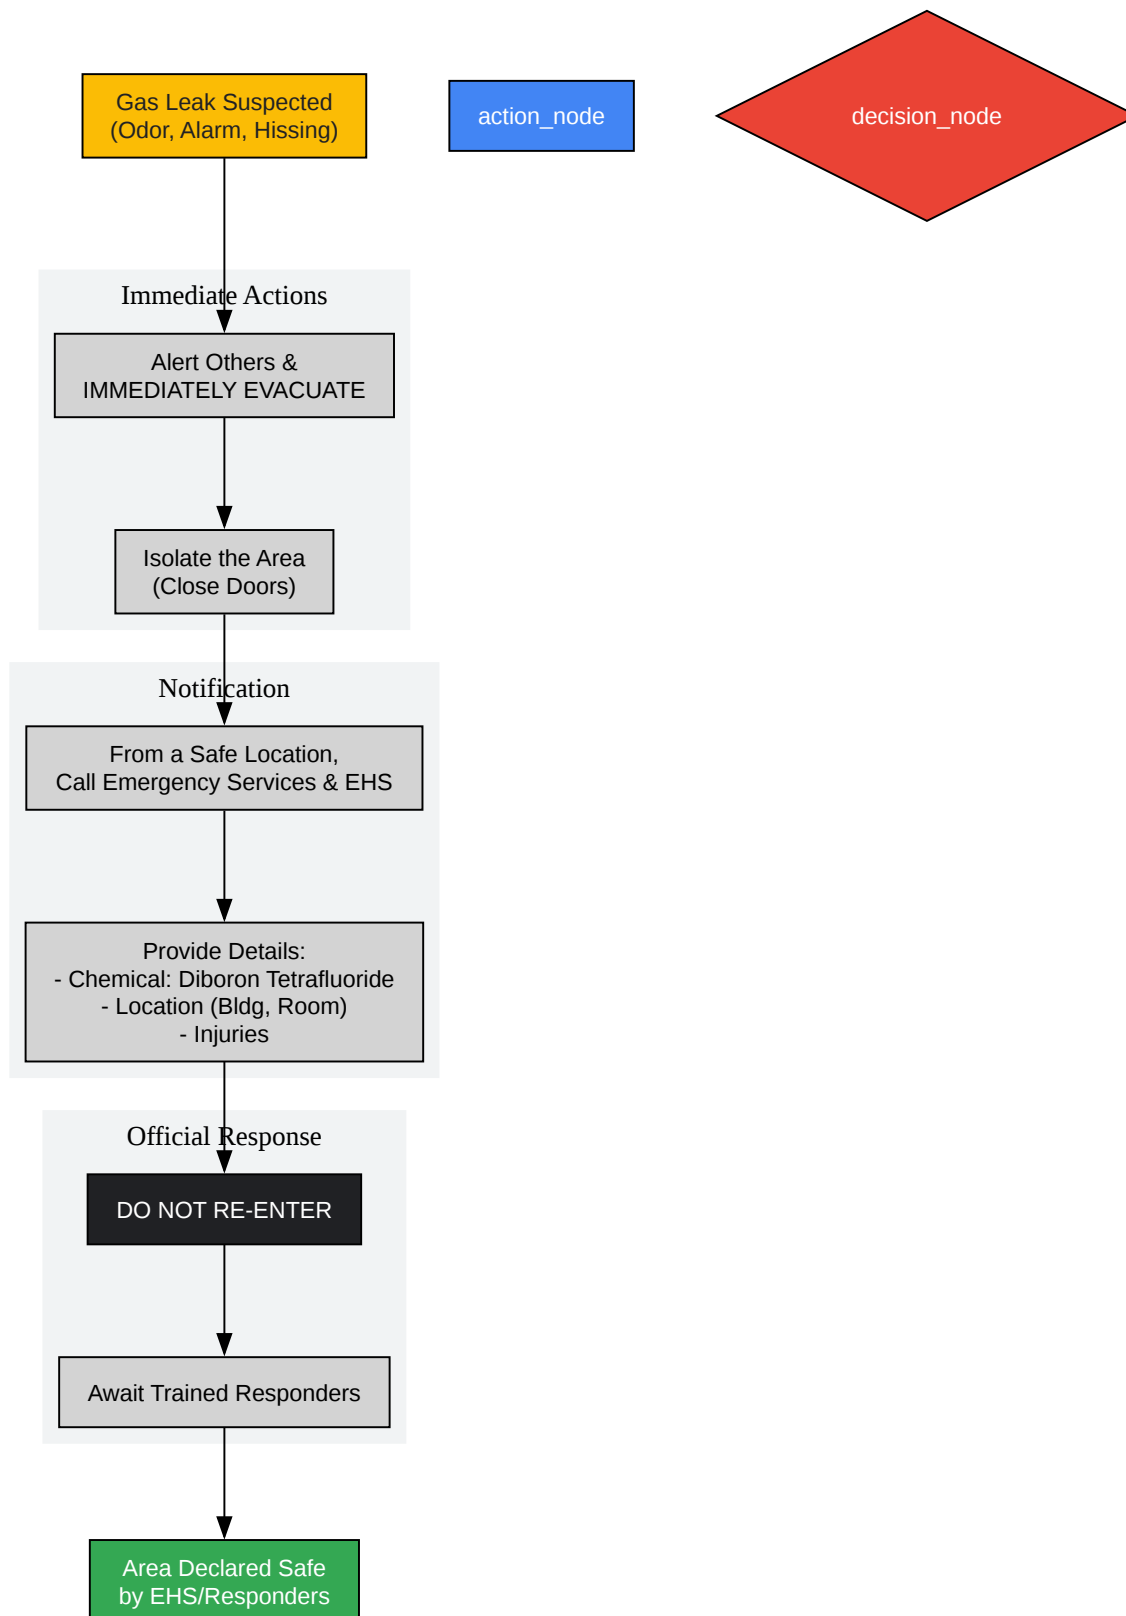 Gas Leak Suspected
(Odor, Alarm, Hissing)
action_node
decision_node
Immediate Actions
Alert Others &
IMMEDIATELY EVACUATE
Isolate the Area
(Close Doors)
Notification
From a Safe Location,
Call Emergency Services & EHS
Provide Details:
- Chemical: Diboron Tetrafluoride
- Location (Bldg, Room)
- Injuries
Official Response
DO NOT RE-ENTER
Await Trained Responders
Area Declared Safe
by EHS/Responders